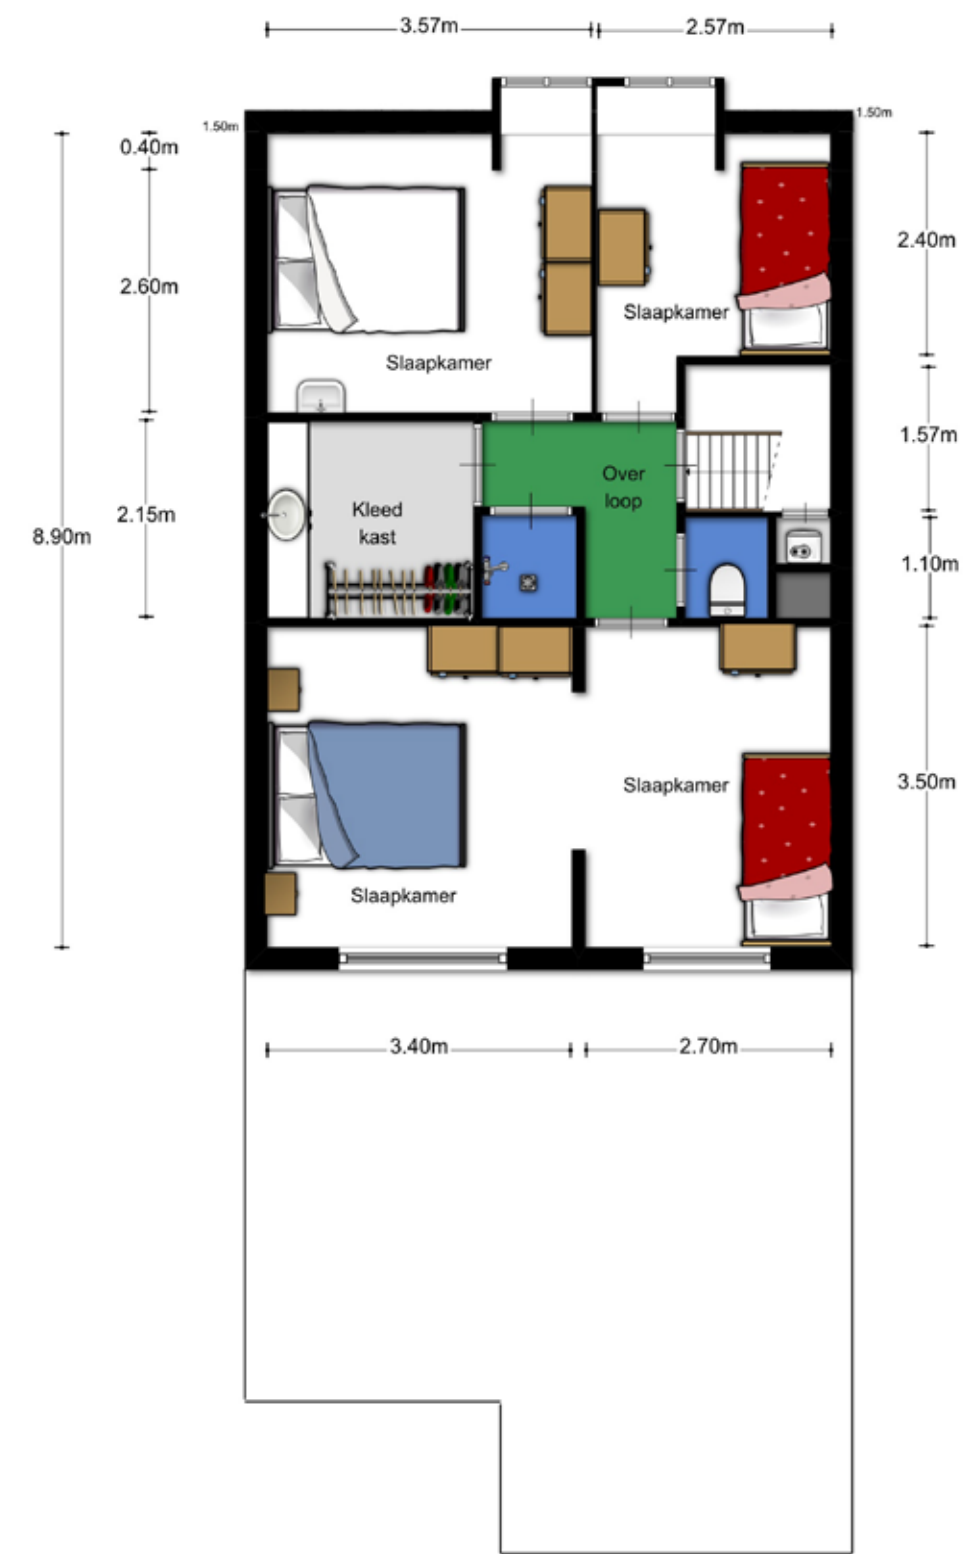 3.57m
2.57m
1.50m
1.50m
0.40m
2.60m
2.40m
Slaapkamer
Slaapkamer
1.57m
Over
loop
Kleed
kast
2.15m
8.90m
1.10m
3.50m
Slaapkamer
Slaapkamer
3.40m
2.70m